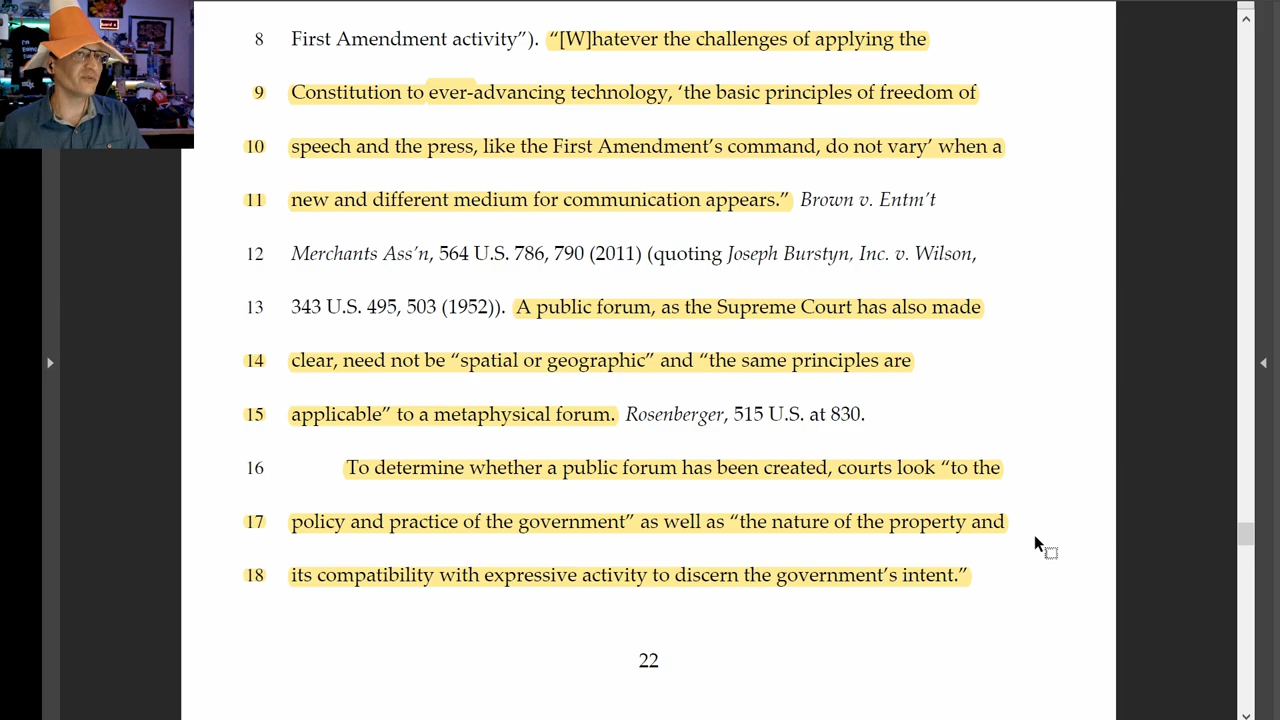 8 First Amendment activity”). “[W]hatever the challenges of applying the
9 Constitution to ever-advancing technology, ‘the basic principles of freedom of
10 speech and the press, like the First Amendment’s command, do not vary’ when a
11 new and different medium for communication appears.” Brown v. Entm’t
12 Merchants Ass’n, 564 U.S. 786, 790 (2011) (quoting Joseph Burstyn, Inc. v. Wilson,
13 343 U.S. 495, 503 (1952)). A public forum, as the Supreme Court has also made
14 clear, need not be “spatial or geographic” and “the same principles are
15 applicable” to a metaphysical forum. Rosenberger, 515 U.S. at 830.
16 To determine whether a public forum has been created, courts look “to the
17 policy and practice of the government” as well as “the nature of the property and
18 its compatibility with expressive activity to discern the government’s intent.”
22